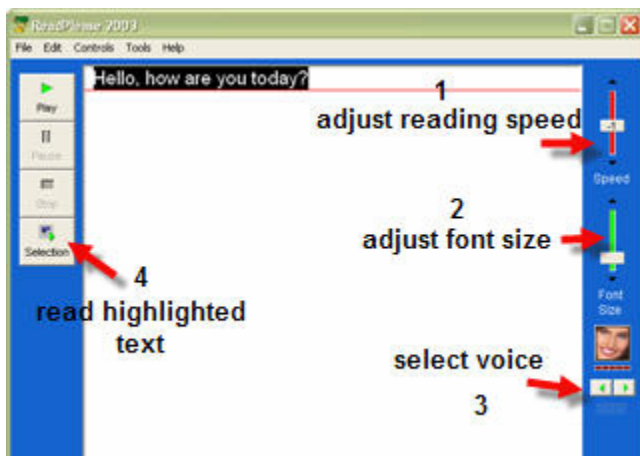 ReadPlease 2003
File Edit Controls Tools Help
Play
Pause
Stop
Selection
Hello, how are you today?
1
adjust reading speed
-1
Speed
2
adjust font size
Font
Size
4
read highlighted
text
select voice
3